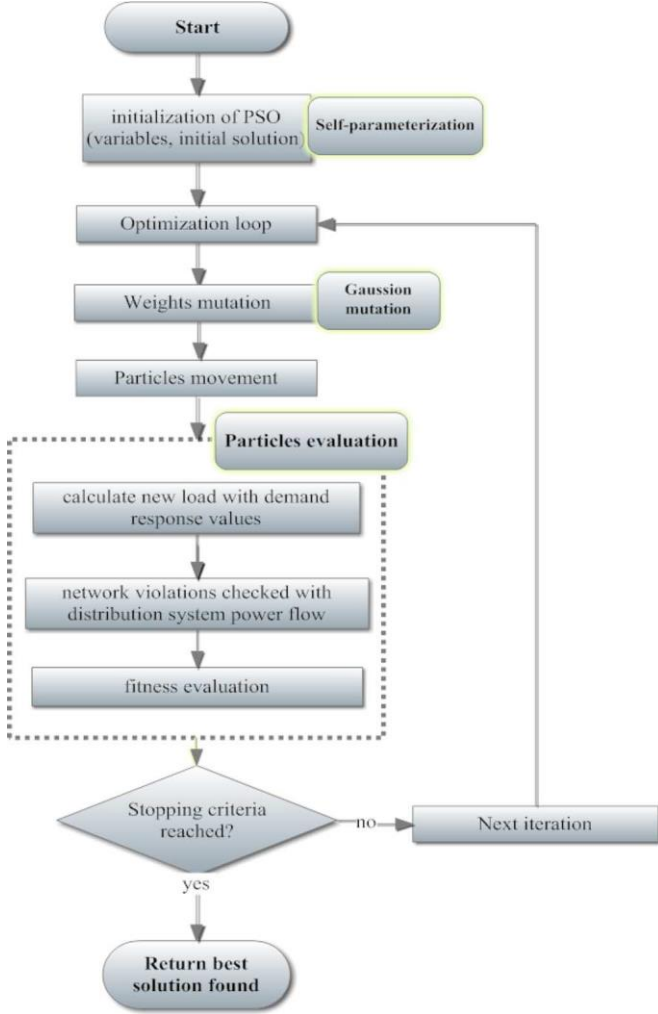 Start
initialization of PSO
(variables, initial solution)
Self-parameterization
Optimization loop
Weights mutation
Gaussion
mutation
Particles movement
Particles evaluation
calculate new load with demand
response values
network violations checked with
distribution system power flow
fitness evaluation
Stopping criteria
reached?
no
Next iteration
yes
Return best
solution found